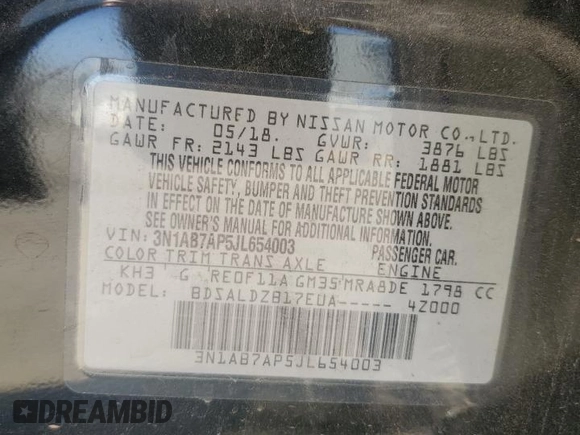 MANUFACTURED BY NISSAN MOTOR CO.,LTD.
DATE: 05/18. GVWR: 3876 LBS
GAWR FR: 2143 LBS GAWR RR: 1881 LBS
THIS VEHICLE CONFORMS TO ALL APPLICABLE FEDERAL MOTOR
VEHICLE SAFETY, BUMPER AND THEFT PREVENTION STANDARDS
IN EFFECT ON THE DATE OF MANUFACTURE SHOWN ABOVE.
SEE OWNER'S MANUAL FOR ADDITIONAL INFORMATION
VIN: 3N1AB7AP5JL654003 PASSENGER CAR.
COLOR TRIM TRANS AXLE ENGINE
KH3 G RE0F11A GM35 MRA8DE 1798 CC
MODEL: BDSALDZB17EUA----- 4Z000
3N1AB7AP5JL654003
DREAMBID